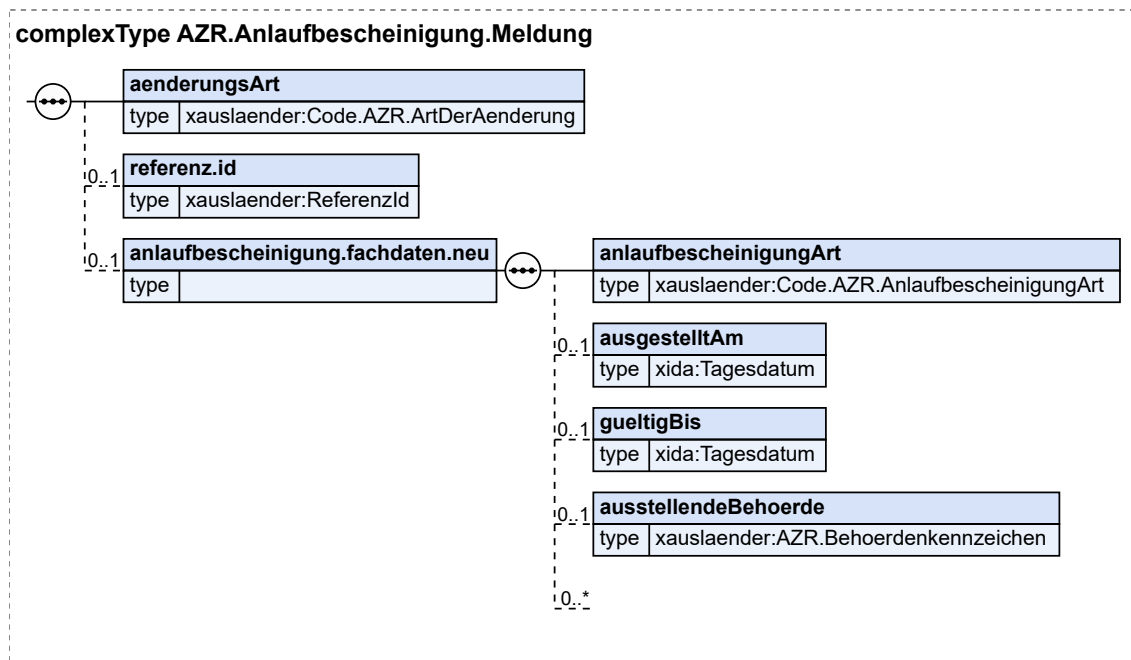 complexType AZR.Anlaufbescheinigung.Meldung
aenderungsArt
type xauslaender:Code.AZR.ArtDerAenderung
0..1 referenz.id
type xauslaender:ReferenzId
0..1 anlaufbescheinigung.fachdaten.neu
type
anlaufbescheinigungArt
type xauslaender:Code.AZR.AnlaufbescheinigungArt
0..1 ausgestelltAm
type xida:Tagesdatum
0..1 gueltigBis
type xida:Tagesdatum
0..1 ausstellendeBehoerde
type xauslaender:AZR.Behoerdenkennzeichen
0..*